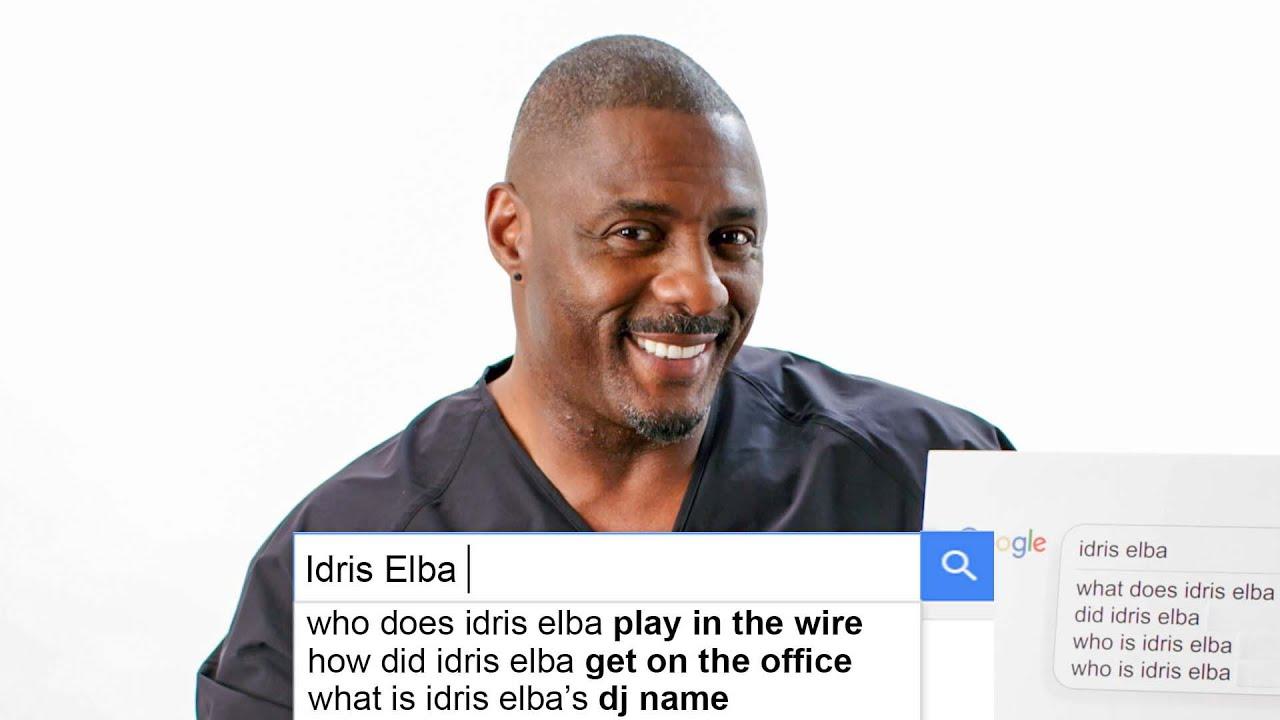 Idris Elba
who does idris elba play in the wire
how did idris elba get on the office
what is idris elba’s dj name
ogle
idris elba
what does idris elba
did idris elba
who is idris elba
who is idris elba